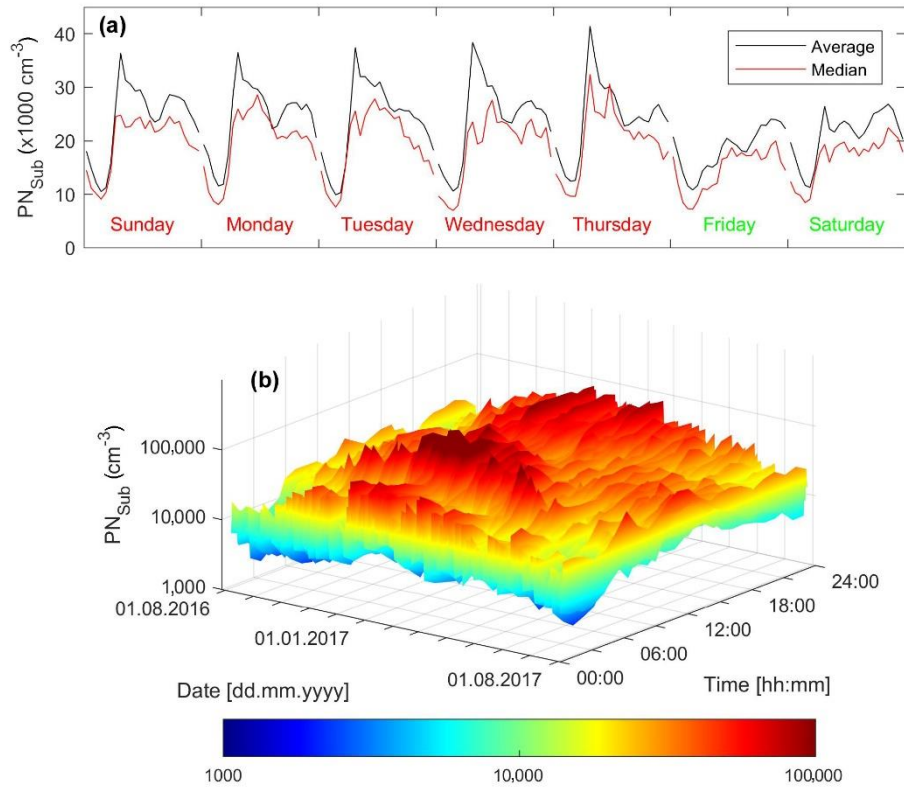 (a)
PN_Sub (x1000 cm^-3)
40
30
20
10
0
Average
Median
Sunday Monday Tuesday Wednesday Thursday Friday Saturday
(b)
PN_Sub (cm^-3)
100,000
10,000
1,000
01.08.2016
01.01.2017
01.08.2017
Date [dd.mm.yyyy]
00:00
06:00
12:00
18:00
24:00
Time [hh:mm]
1000 10,000 100,000